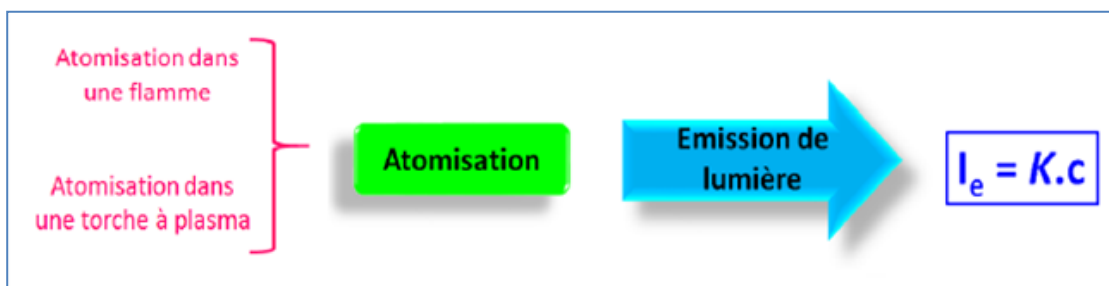 Atomisation dans
une flamme
Atomisation dans
une torche à plasma
Atomisation
Emission de
lumière
Ie = K.c